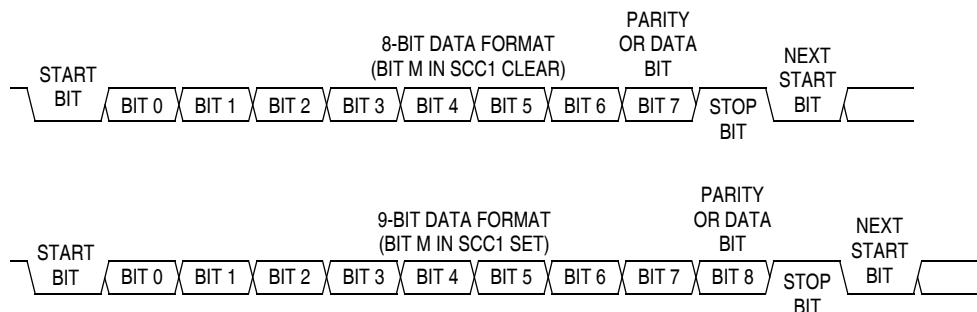 8-BIT DATA FORMAT
(BIT M IN SCC1 CLEAR)
PARITY
OR DATA
BIT
START
BIT
BIT 0
BIT 1
BIT 2
BIT 3
BIT 4
BIT 5
BIT 6
BIT 7
STOP
BIT
NEXT
START
BIT
9-BIT DATA FORMAT
(BIT M IN SCC1 SET)
PARITY
OR DATA
BIT
START
BIT
BIT 0
BIT 1
BIT 2
BIT 3
BIT 4
BIT 5
BIT 6
BIT 7
BIT 8
STOP
BIT
NEXT
START
BIT